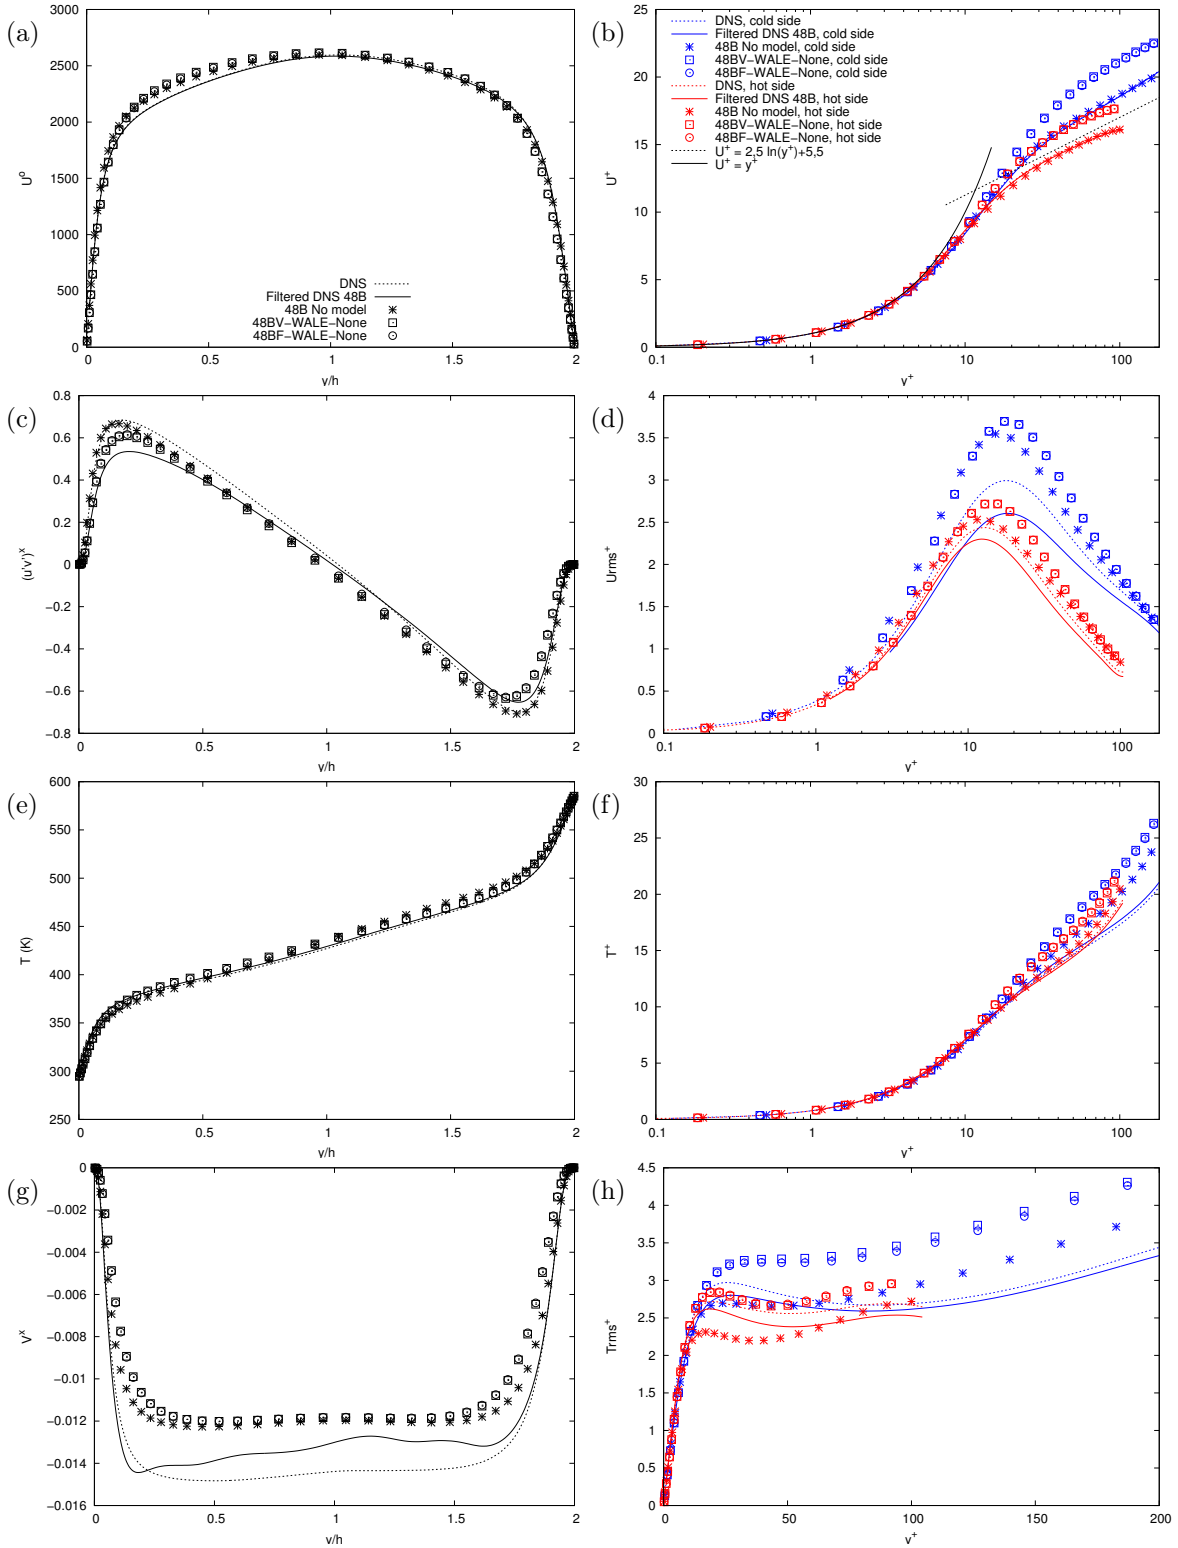 (a)
3000
2500
2000
1500
1000
500
0
U°
0
0.5
1
1.5
2
y/h
DNS
Filtered DNS 48B
48B No model
48BV−WALE−None
48BF−WALE−None
(b)
25
20
15
10
5
0
U+
0.1
1
10
100
y+
DNS, cold side
Filtered DNS 48B, cold side
48B No model, cold side
48BV−WALE−None, cold side
48BF−WALE−None, cold side
DNS, hot side
Filtered DNS 48B, hot side
48B No model, hot side
48BV−WALE−None, hot side
48BF−WALE−None, hot side
U+ = 2,5 ln(y+)+5,5
U+ = y+
(c)
0.8
0.6
0.4
0.2
0
−0.2
−0.4
−0.6
−0.8
(u'v')x
0
0.5
1
1.5
2
y/h
(d)
4
3.5
3
2.5
2
1.5
1
0.5
0
Urms+
0.1
1
10
100
y+
(e)
600
550
500
450
400
350
300
250
T (K)
0
0.5
1
1.5
2
y/h
(f)
30
25
20
15
10
5
0
T+
0.1
1
10
100
y+
(g)
0
−0.002
−0.004
−0.006
−0.008
−0.01
−0.012
−0.014
−0.016
Vx
0
0.5
1
1.5
2
y/h
(h)
4.5
4
3.5
3
2.5
2
1.5
1
0.5
0
Trms+
0
50
100
150
200
y+